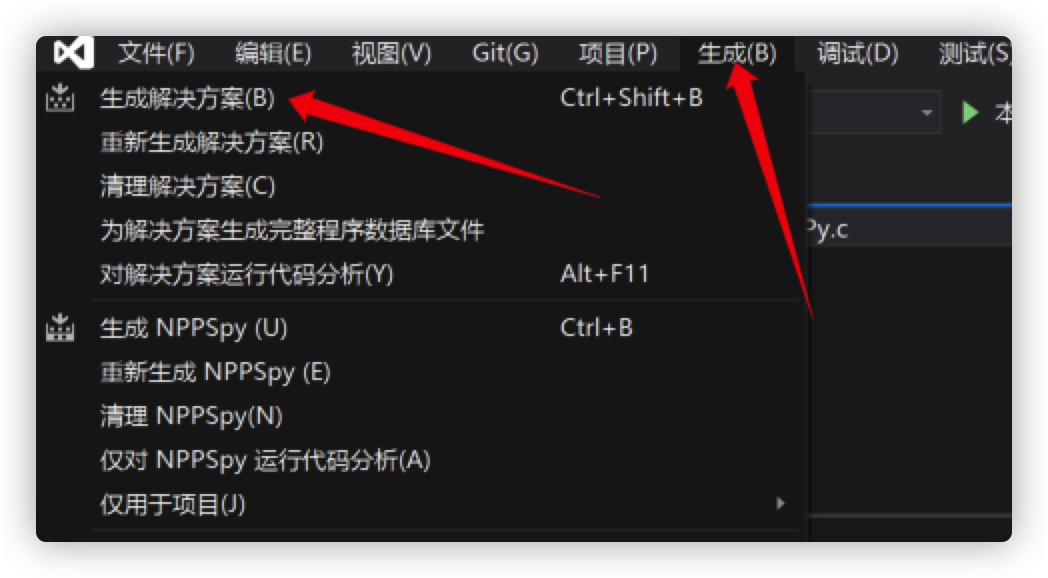 文件(F) 编辑(E) 视图(V) Git(G) 项目(P) 生成(B) 调试(D) 测试(S)
生成解决方案(B) Ctrl+Shift+B
本
重新生成解决方案(R)
清理解决方案(C)
为解决方案生成完整程序数据库文件
Py.c
对解决方案运行代码分析(Y) Alt+F11
生成 NPPSpy (U) Ctrl+B
重新生成 NPPSpy (E)
清理 NPPSpy(N)
仅对 NPPSpy 运行代码分析(A)
仅用于项目(J)